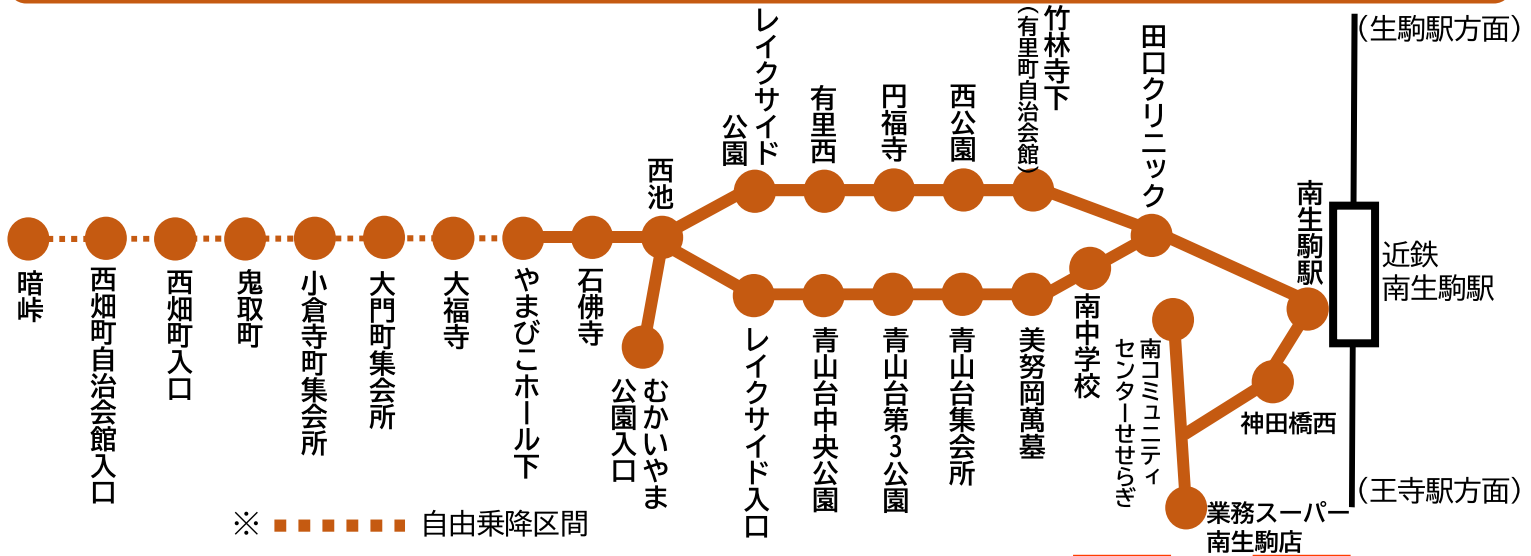 暗峠
西畑町自治会館入口
西畑町入口
鬼取町
小倉寺町集会所
大門町集会所
大福寺
やまびこホール下
石佛寺
西池
むかいやま
公園入口
レイクサイド
公園
有里西
円福寺
西公園
竹林寺下
（有里町自治会館）
田口クリニック
レイクサイド入口
青山台中央公園
青山台第3公園
青山台集会所
美努岡萬墓
南中学校
南コミュニティ
センターせせらぎ
業務スーパー
南生駒店
神田橋西
南生駒駅
近鉄
南生駒駅
（生駒駅方面）
（王寺駅方面）
※ 自由乗降区間